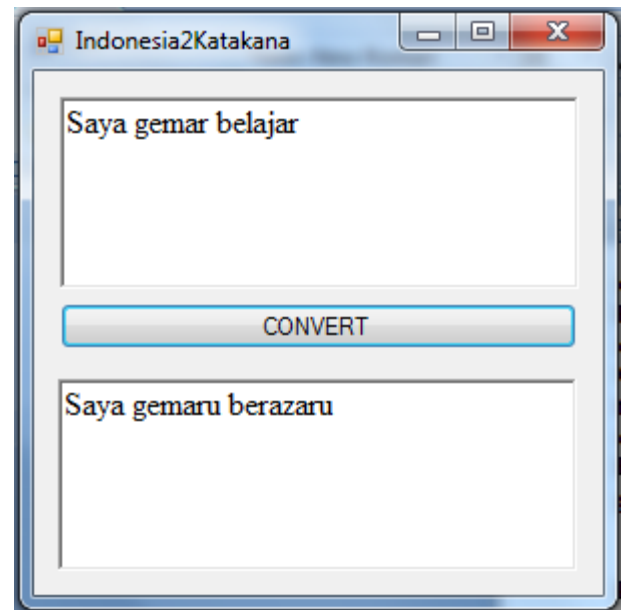 Indonesia2Katakana
Saya gemar belajar
CONVERT
Saya gemaru berazaru